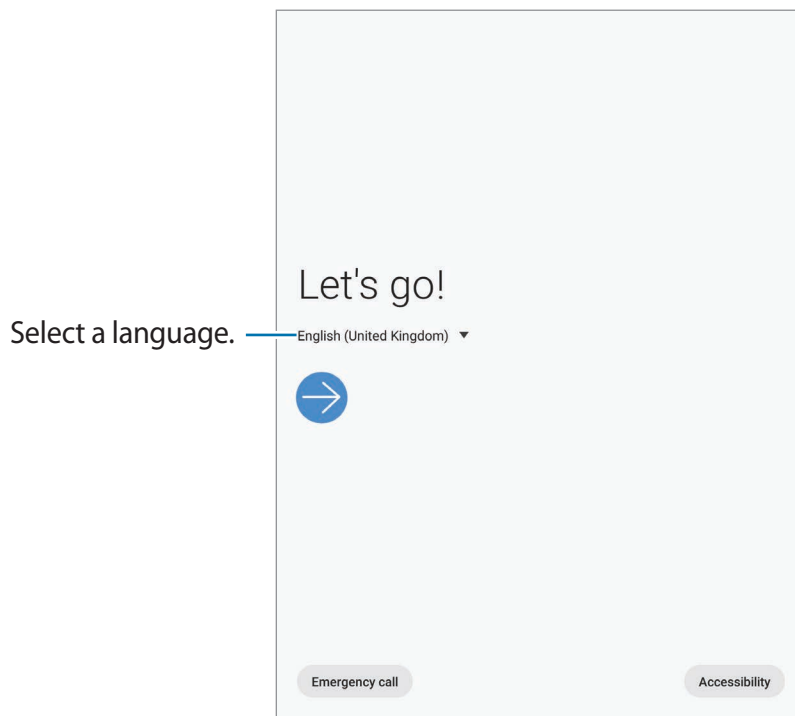 Let's go!
Select a language.
English (United Kingdom)
Emergency call
Accessibility